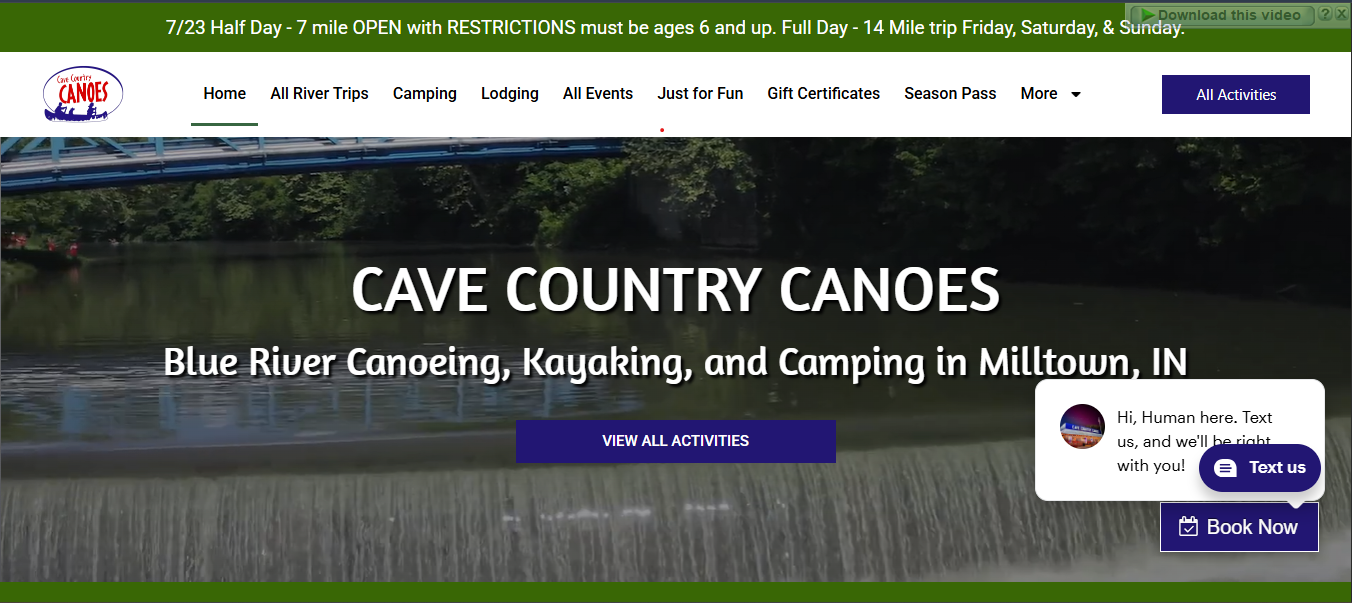 7/23 Half Day - 7 mile OPEN with RESTRICTIONS must be ages 6 and up. Full Day - 14 Mile trip Friday, Saturday, & Sunday.
Download this video ? X
Cave Country
CANOES
Home All River Trips Camping Lodging All Events Just for Fun Gift Certificates Season Pass More
All Activities
CAVE COUNTRY CANOES
Blue River Canoeing, Kayaking, and Camping in Milltown, IN
VIEW ALL ACTIVITIES
Hi, Human here. Text
us, and we'll be right
with you!
Text us
Book Now